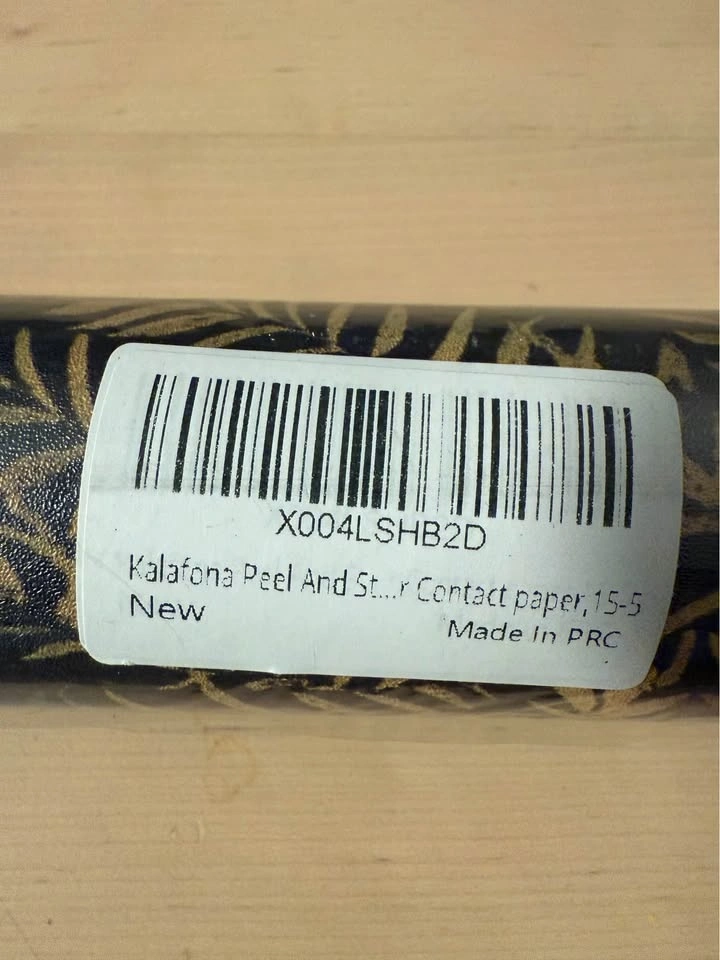 X004LSHB2D
Kalafona Peel And St...r Contact paper,15-5
New
Made In PRC